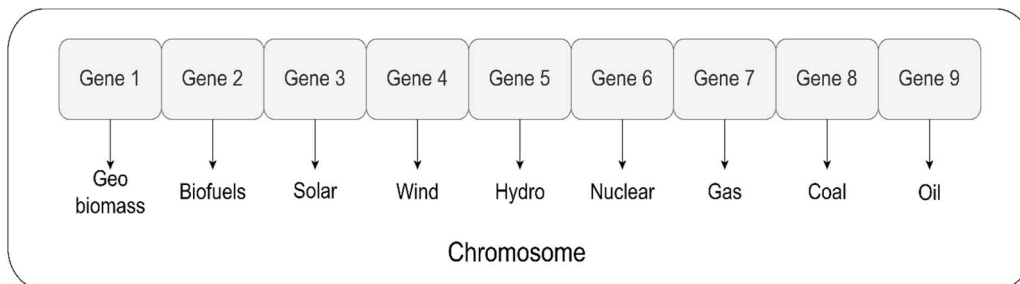 Gene 1 Gene 2 Gene 3 Gene 4 Gene 5 Gene 6 Gene 7 Gene 8 Gene 9
Geo
biomass Biofuels Solar Wind Hydro Nuclear Gas Coal Oil
Chromosome